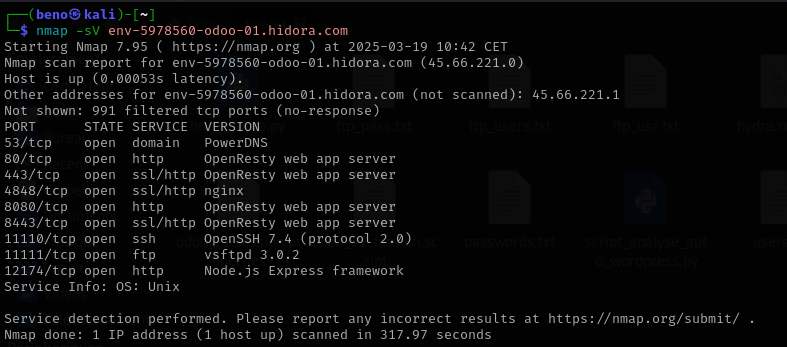 ┌──(beno㉿kali)-[~]
└─$ nmap -sV env-5978560-odoo-01.hidora.com
Starting Nmap 7.95 ( https://nmap.org ) at 2025-03-19 10:42 CET
Nmap scan report for env-5978560-odoo-01.hidora.com (45.66.221.0)
Host is up (0.00053s latency).
Other addresses for env-5978560-odoo-01.hidora.com (not scanned): 45.66.221.1
Not shown: 991 filtered tcp ports (no-response)
PORT      STATE SERVICE  VERSION
53/tcp    open  domain   PowerDNS
80/tcp    open  http     OpenResty web app server
443/tcp   open  ssl/http OpenResty web app server
4848/tcp  open  ssl/http nginx
8080/tcp  open  http     OpenResty web app server
8443/tcp  open  ssl/http OpenResty web app server
11110/tcp open  ssh      OpenSSH 7.4 (protocol 2.0)
11111/tcp open  ftp      vsftpd 3.0.2
12174/tcp open  http     Node.js Express framework
Service Info: OS: Unix
Service detection performed. Please report any incorrect results at https://nmap.org/submit/ .
Nmap done: 1 IP address (1 host up) scanned in 317.97 seconds
ftp_pass.txt
ftp_users.txt
ftp_usr.txt
passwords.txt
script_analyse_aut
o_wordpress.py